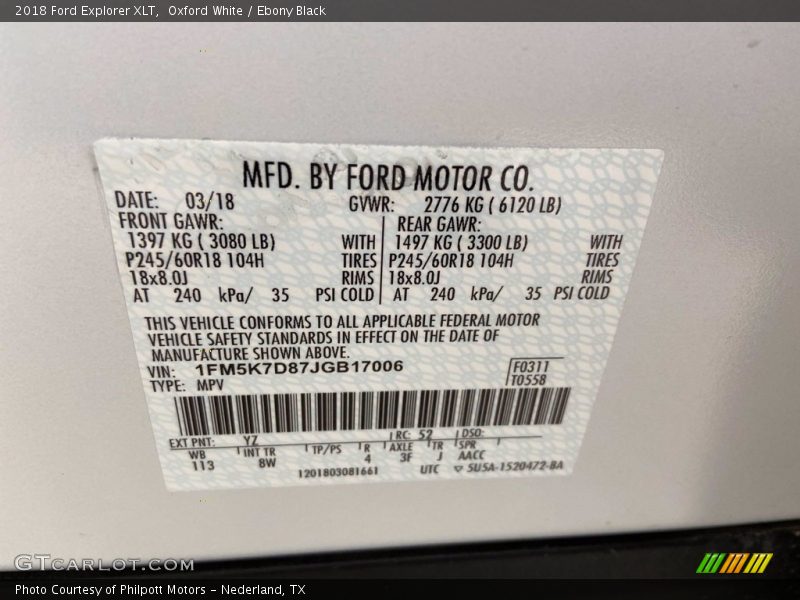 2018 Ford Explorer XLT,  Oxford White / Ebony Black
MFD. BY FORD MOTOR CO.
DATE: 03/18 GVWR: 2776 KG ( 6120 LB)
FRONT GAWR: REAR GAWR:
1397 KG ( 3080 LB) WITH 1497 KG ( 3300 LB) WITH
P245/60R18 104H TIRES P245/60R18 104H TIRES
18x8.0J RIMS 18x8.0J RIMS
AT 240 kPa/ 35 PSI COLD AT 240 kPa/ 35 PSI COLD
THIS VEHICLE CONFORMS TO ALL APPLICABLE FEDERAL MOTOR
VEHICLE SAFETY STANDARDS IN EFFECT ON THE DATE OF
MANUFACTURE SHOWN ABOVE.
VIN: 1FM5K7D87JGB17006 F0311
TYPE: MPV T0558
EXT PNT: YZ RC: 52 DSO:
WB INT TR TP/PS R AXLE TR SPR
113 8W 4 3F J AACC
1201803081661 UTC ▽ 5U5A-1520472-BA
GTCARLOT.COM
Photo Courtesy of Philpott Motors - Nederland, TX